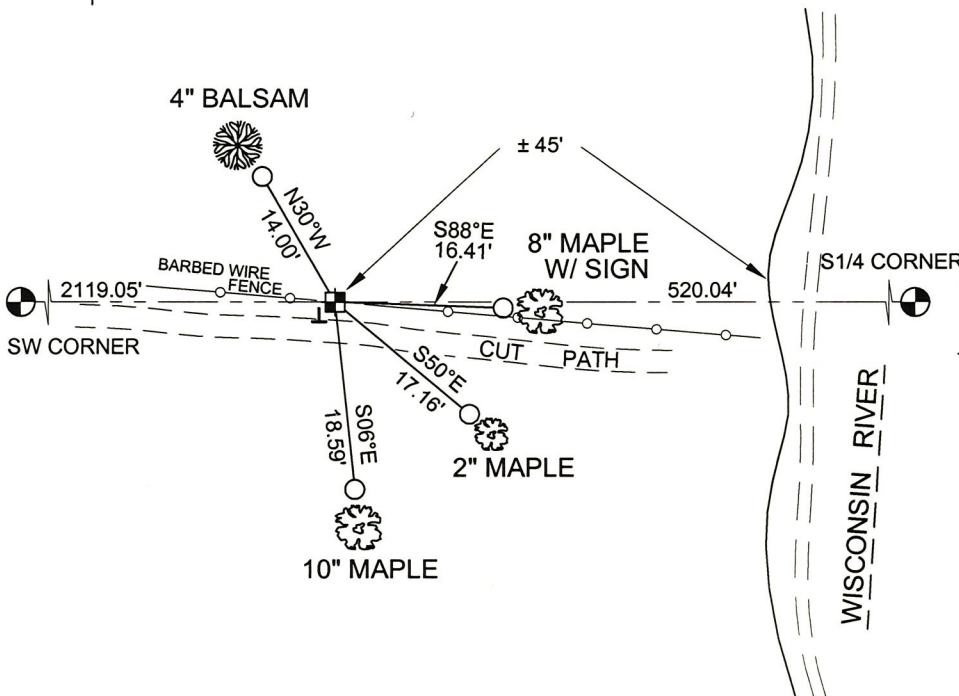 4" BALSAM
± 45'
N30°W
14.00'
S88°E
16.41'
8" MAPLE
W/ SIGN
BARBED WIRE
FENCE
S1/4 CORNER
2119.05'
520.04'
SW CORNER
CUT PATH
S50°E
17.16'
S06°E
18.59'
2" MAPLE
10" MAPLE
WISCONSIN RIVER